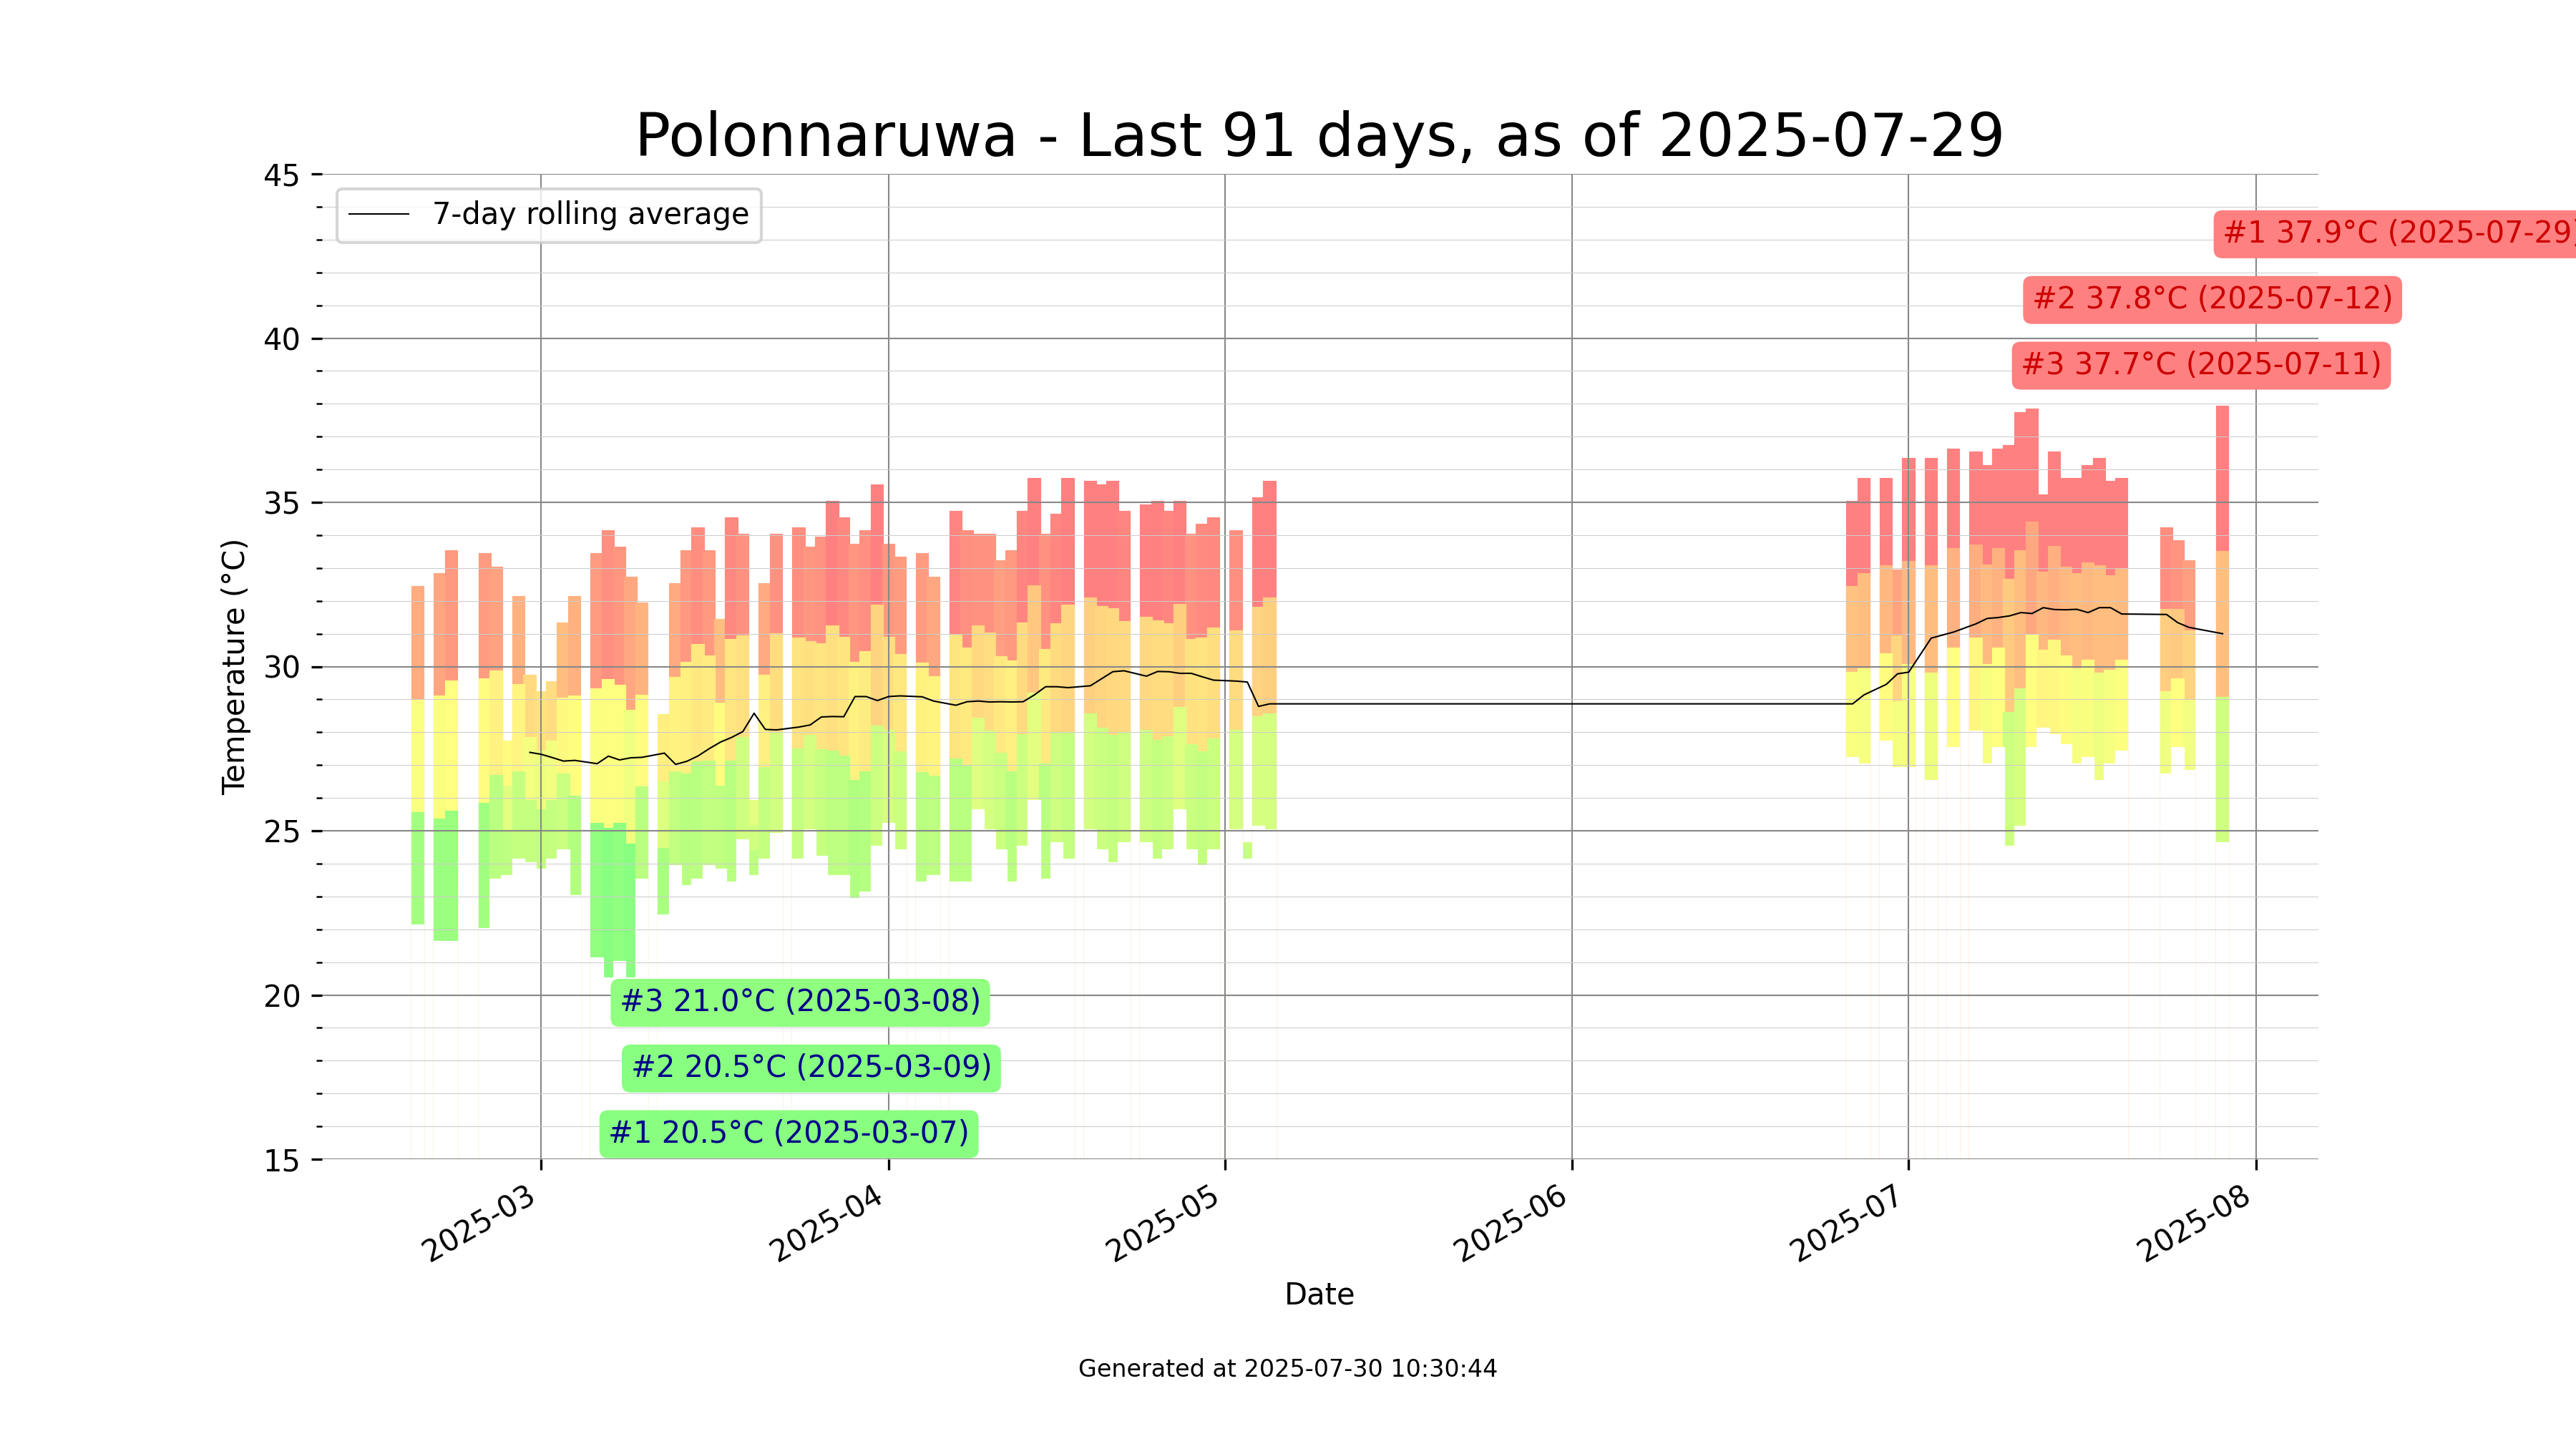 Polonnaruwa - Last 91 days, as of 2025-07-29
45
7-day rolling average
#1 37.9°C (2025-07-29)
#2 37.8°C (2025-07-12)
40
#3 37.7°C (2025-07-11)
35
Temperature (°C)
30
25
20
#3 21.0°C (2025-03-08)
#2 20.5°C (2025-03-09)
#1 20.5°C (2025-03-07)
15
2025-03
2025-04
2025-05
2025-06
2025-07
2025-08
Date
Generated at 2025-07-30 10:30:44